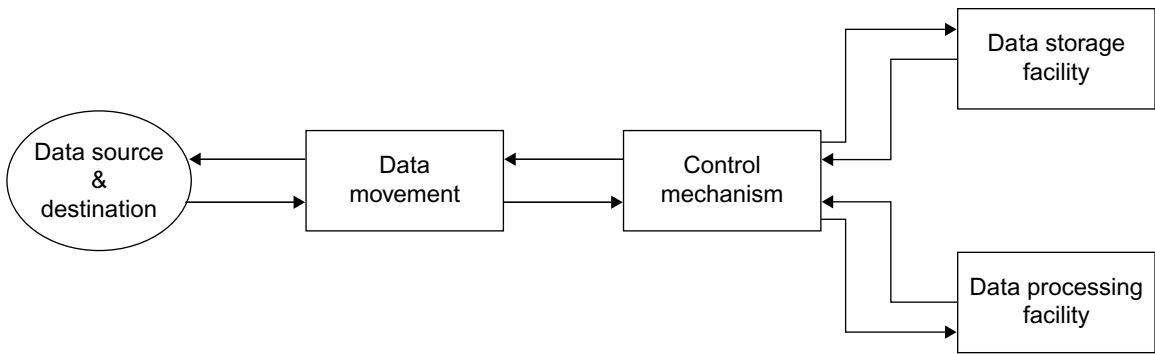 Data source
&
destination
Data
movement
Control
mechanism
Data storage
facility
Data processing
facility